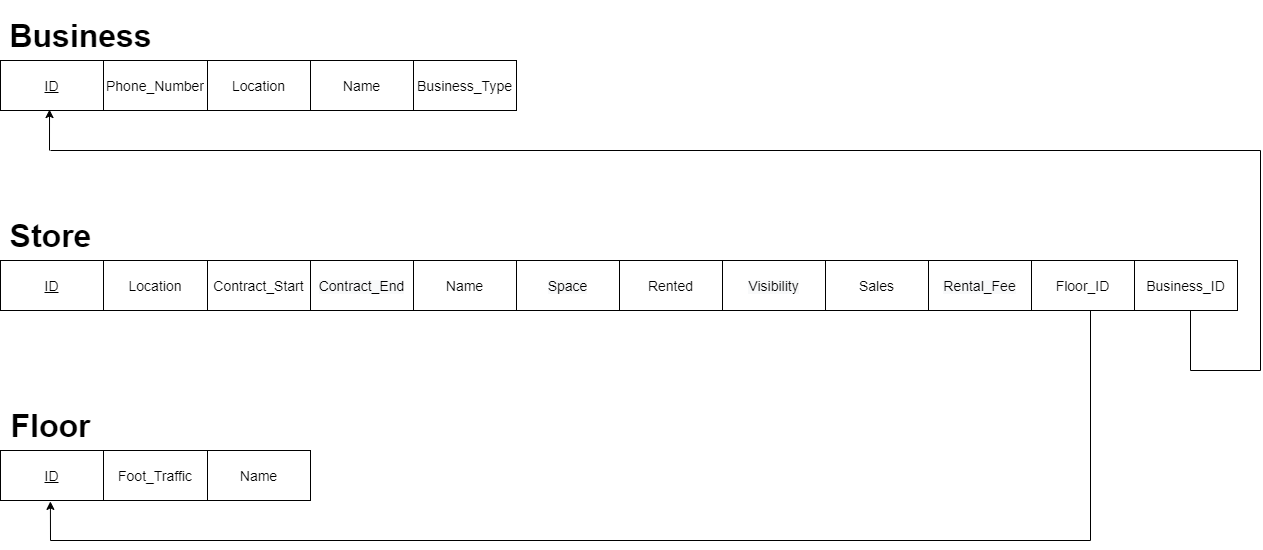 Business
ID Phone_Number Location Name Business_Type
Store
ID Location Contract_Start Contract_End Name Space Rented Visibility Sales Rental_Fee Floor_ID Business_ID
Floor
ID Foot_Traffic Name